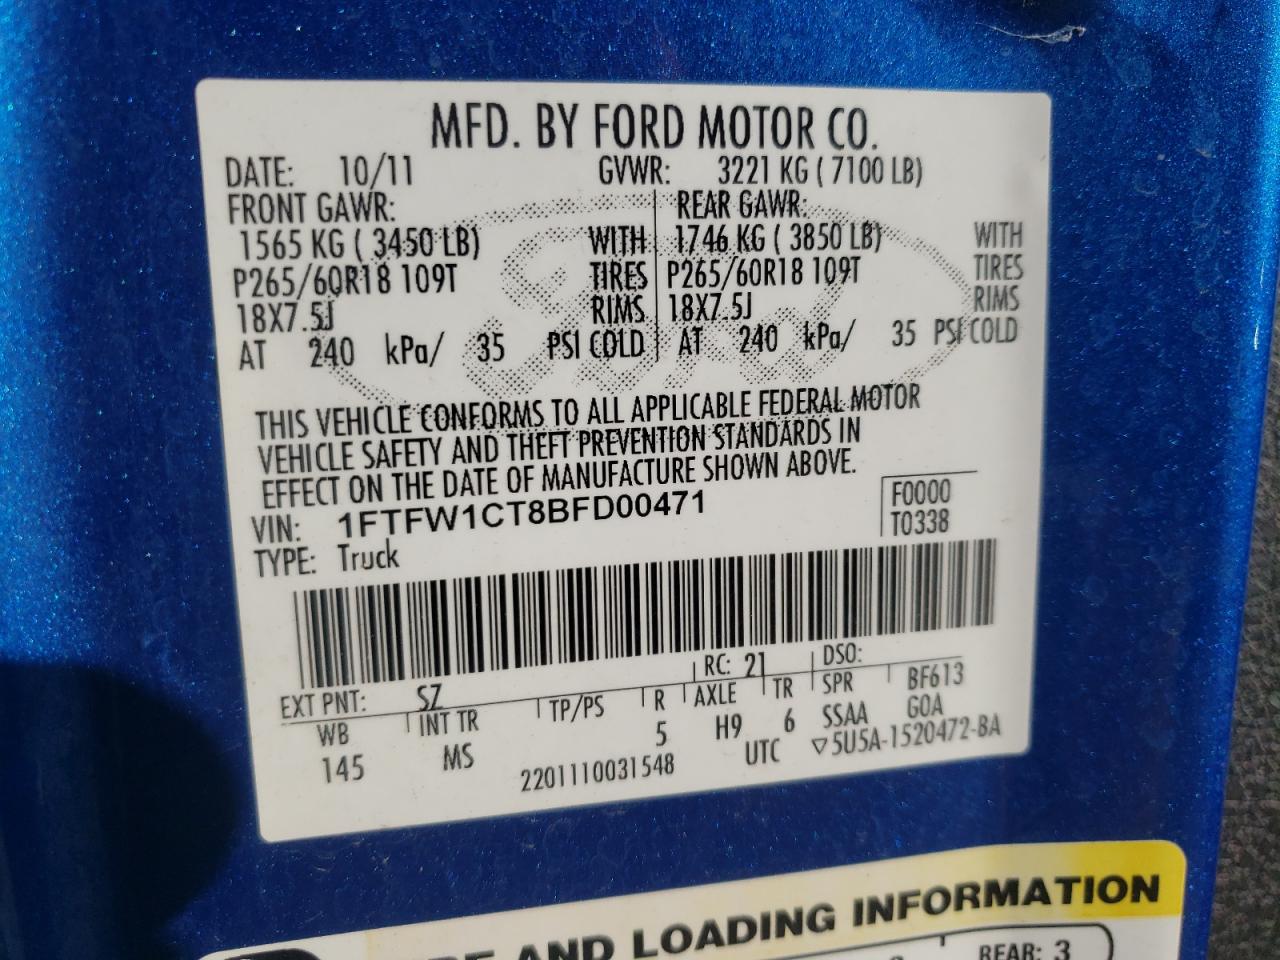 MFD. BY FORD MOTOR CO.
DATE: 10/11 GVWR: 3221 KG ( 7100 LB)
FRONT GAWR: REAR GAWR:
1565 KG ( 3450 LB) WITH 1746 KG ( 3850 LB) WITH
P265/60R18 109T TIRES P265/60R18 109T TIRES
18X7.5J RIMS 18X7.5J RIMS
AT 240 kPa/ 35 PSI COLD AT 240 kPa/ 35 PSI COLD
Ford
THIS VEHICLE CONFORMS TO ALL APPLICABLE FEDERAL MOTOR
VEHICLE SAFETY AND THEFT PREVENTION STANDARDS IN
EFFECT ON THE DATE OF MANUFACTURE SHOWN ABOVE.
VIN: 1FTFW1CT8BFD00471 F0000
TYPE: Truck T0338
EXT PNT: SZ RC: 21 DSO:
WB INT TR TP/PS R AXLE TR SPR BF613
145 MS 5 H9 6 SSAA GOA
2201110031548 UTC ▽5U5A-1520472-BA
AND LOADING INFORMATION
REAR: 3